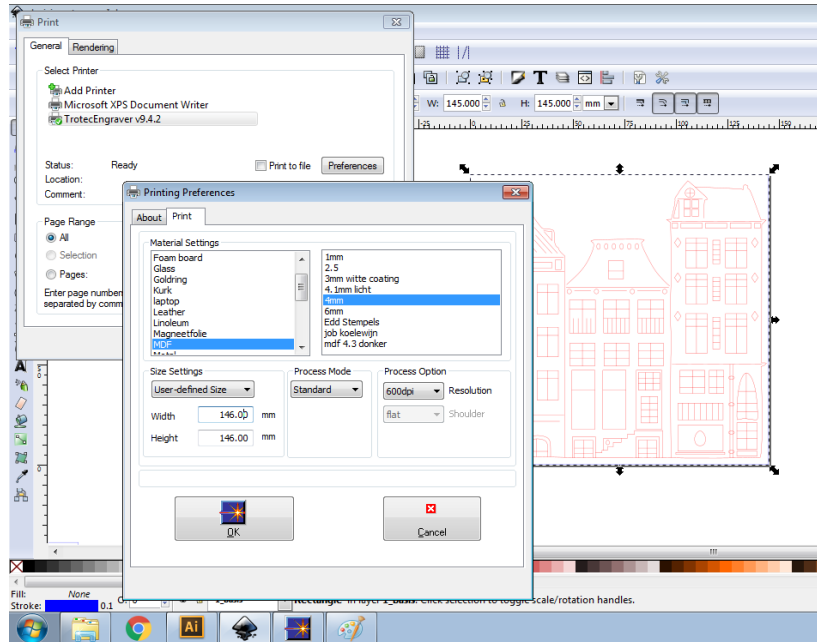 Print
General Rendering
Select Printer
Add Printer
Microsoft XPS Document Writer
TrotecEngraver v9.4.2
Status: Ready
Print to file
Preferences
Location:
Comment:
Page Range
All
Selection
Pages:
Enter page number
separated by comm
W: 145.000 H: 145.000 mm
Printing Preferences
About Print
Material Settings
Foam board
Glass
Goldring
Kurk
laptop
Leather
Linoleum
Magneetfolie
MDF
Metal
1mm
2.5
3mm witte coating
4.1mm licht
4mm
6mm
Edd Stempels
job koelewijn
mdf 4.3 donker
Size Settings
User-defined Size
Width 146.00 mm
Height 146.00 mm
Process Mode
Standard
Process Option
600dpi Resolution
flat Shoulder
OK
Cancel
Fill: None
Stroke: 0.1
Rectangle in layer 1_basis. Click selection to toggle scale/rotation handles.
Ai